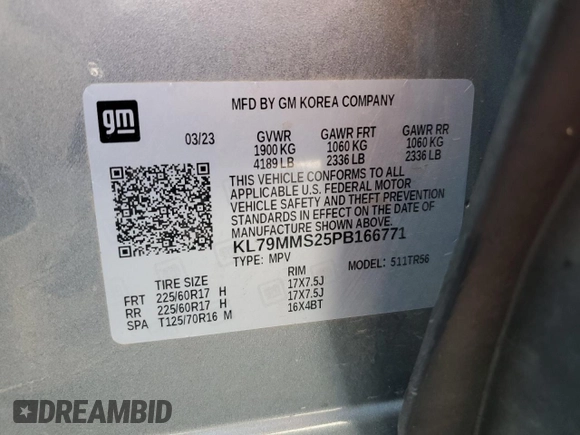 gm
MFD BY GM KOREA COMPANY
03/23 GVWR GAWR FRT GAWR RR
1900 KG 1060 KG 1060 KG
4189 LB 2336 LB 2336 LB
THIS VEHICLE CONFORMS TO ALL
APPLICABLE U.S. FEDERAL MOTOR
VEHICLE SAFETY AND THEFT PREVENTION
STANDARDS IN EFFECT ON THE DATE OF
MANUFACTURE SHOWN ABOVE.
KL79MMS25PB166771
TYPE: MPV MODEL: 511TR56
TIRE SIZE RIM
FRT 225/60R17 H 17X7.5J
RR 225/60R17 H 17X7.5J
SPA T125/70R16 M 16X4BT
DREAMBID